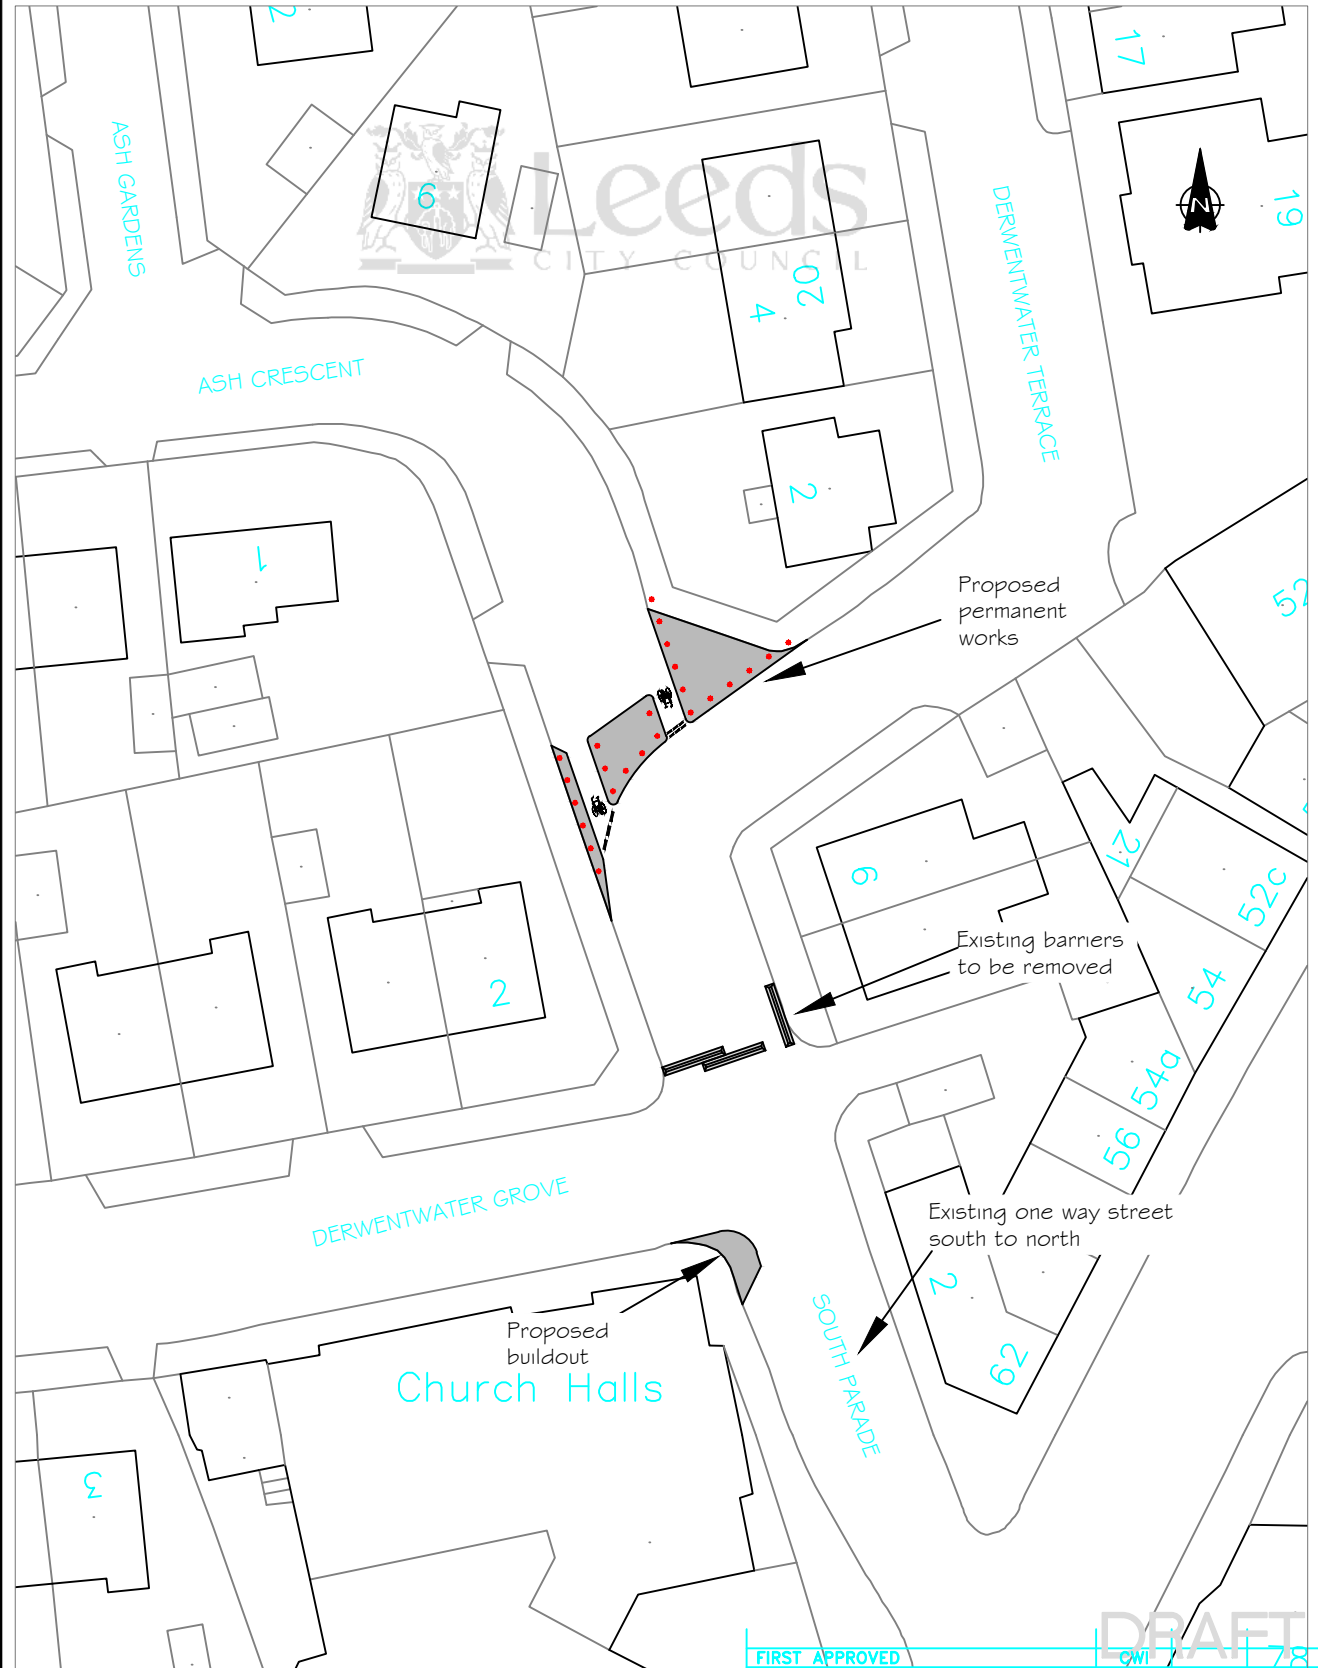 2
17
ASH GARDENS
6
Leeds
CITY COUNCIL
DERWENTWATER TERRACE
N
19
20
4
ASH CRESCENT
2
1
Proposed
permanent
works
52
21
6
52c
Existing barriers
to be removed
54
2
54a
56
DERWENTWATER GROVE
Existing one way street
south to north
2
SOUTH PARADE
Proposed
buildout
62
Church Halls
3
DRAFT
FIRST APPROVED CWI